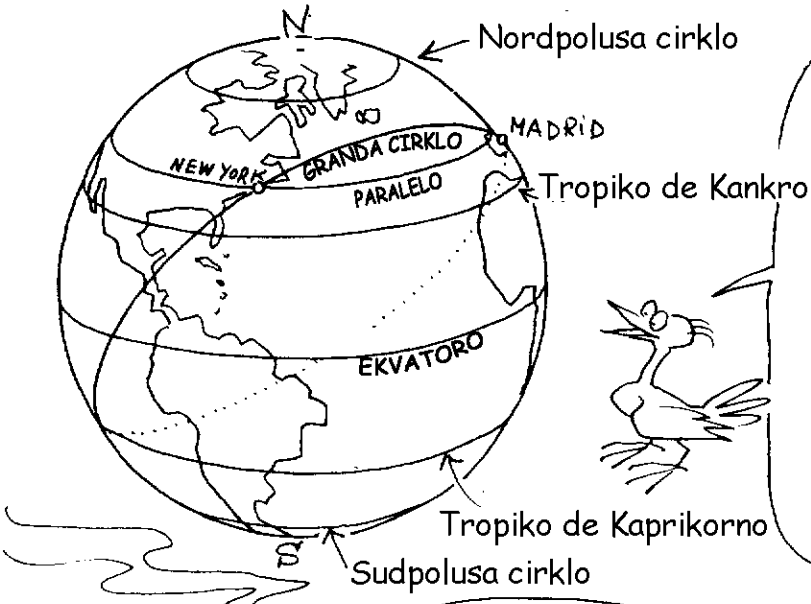 N
Nordpolusa cirklo
MADRiD
GRANDA CIRKLO
NEW YORK
PARALELO
Tropiko de Kankro
EKVATORO
Tropiko de Kaprikorno
S
Sudpolusa cirklo